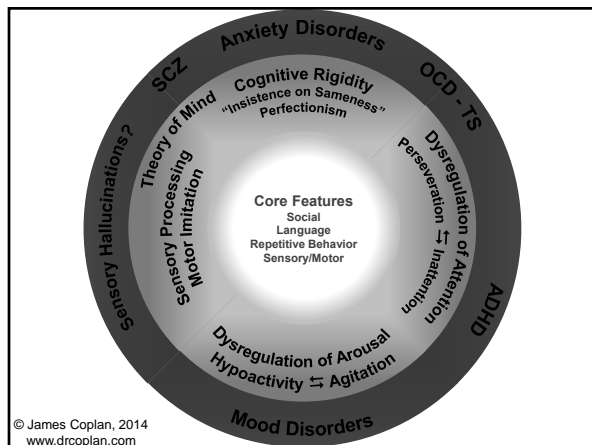 Anxiety Disorders
SCZ
OCD - TS
Cognitive Rigidity
“Insistence on Sameness”
Perfectionism
Theory of Mind
Sensory Hallucinations?
Sensory Processing
Motor Imitation
Core Features
Social
Language
Repetitive Behavior
Sensory/Motor
Dysregulation of Attention
Perseveration ⇅ Inattention
ADHD
Dysregulation of Arousal
Hypoactivity ⇆ Agitation
Mood Disorders
© James Coplan, 2014
www.drcoplan.com